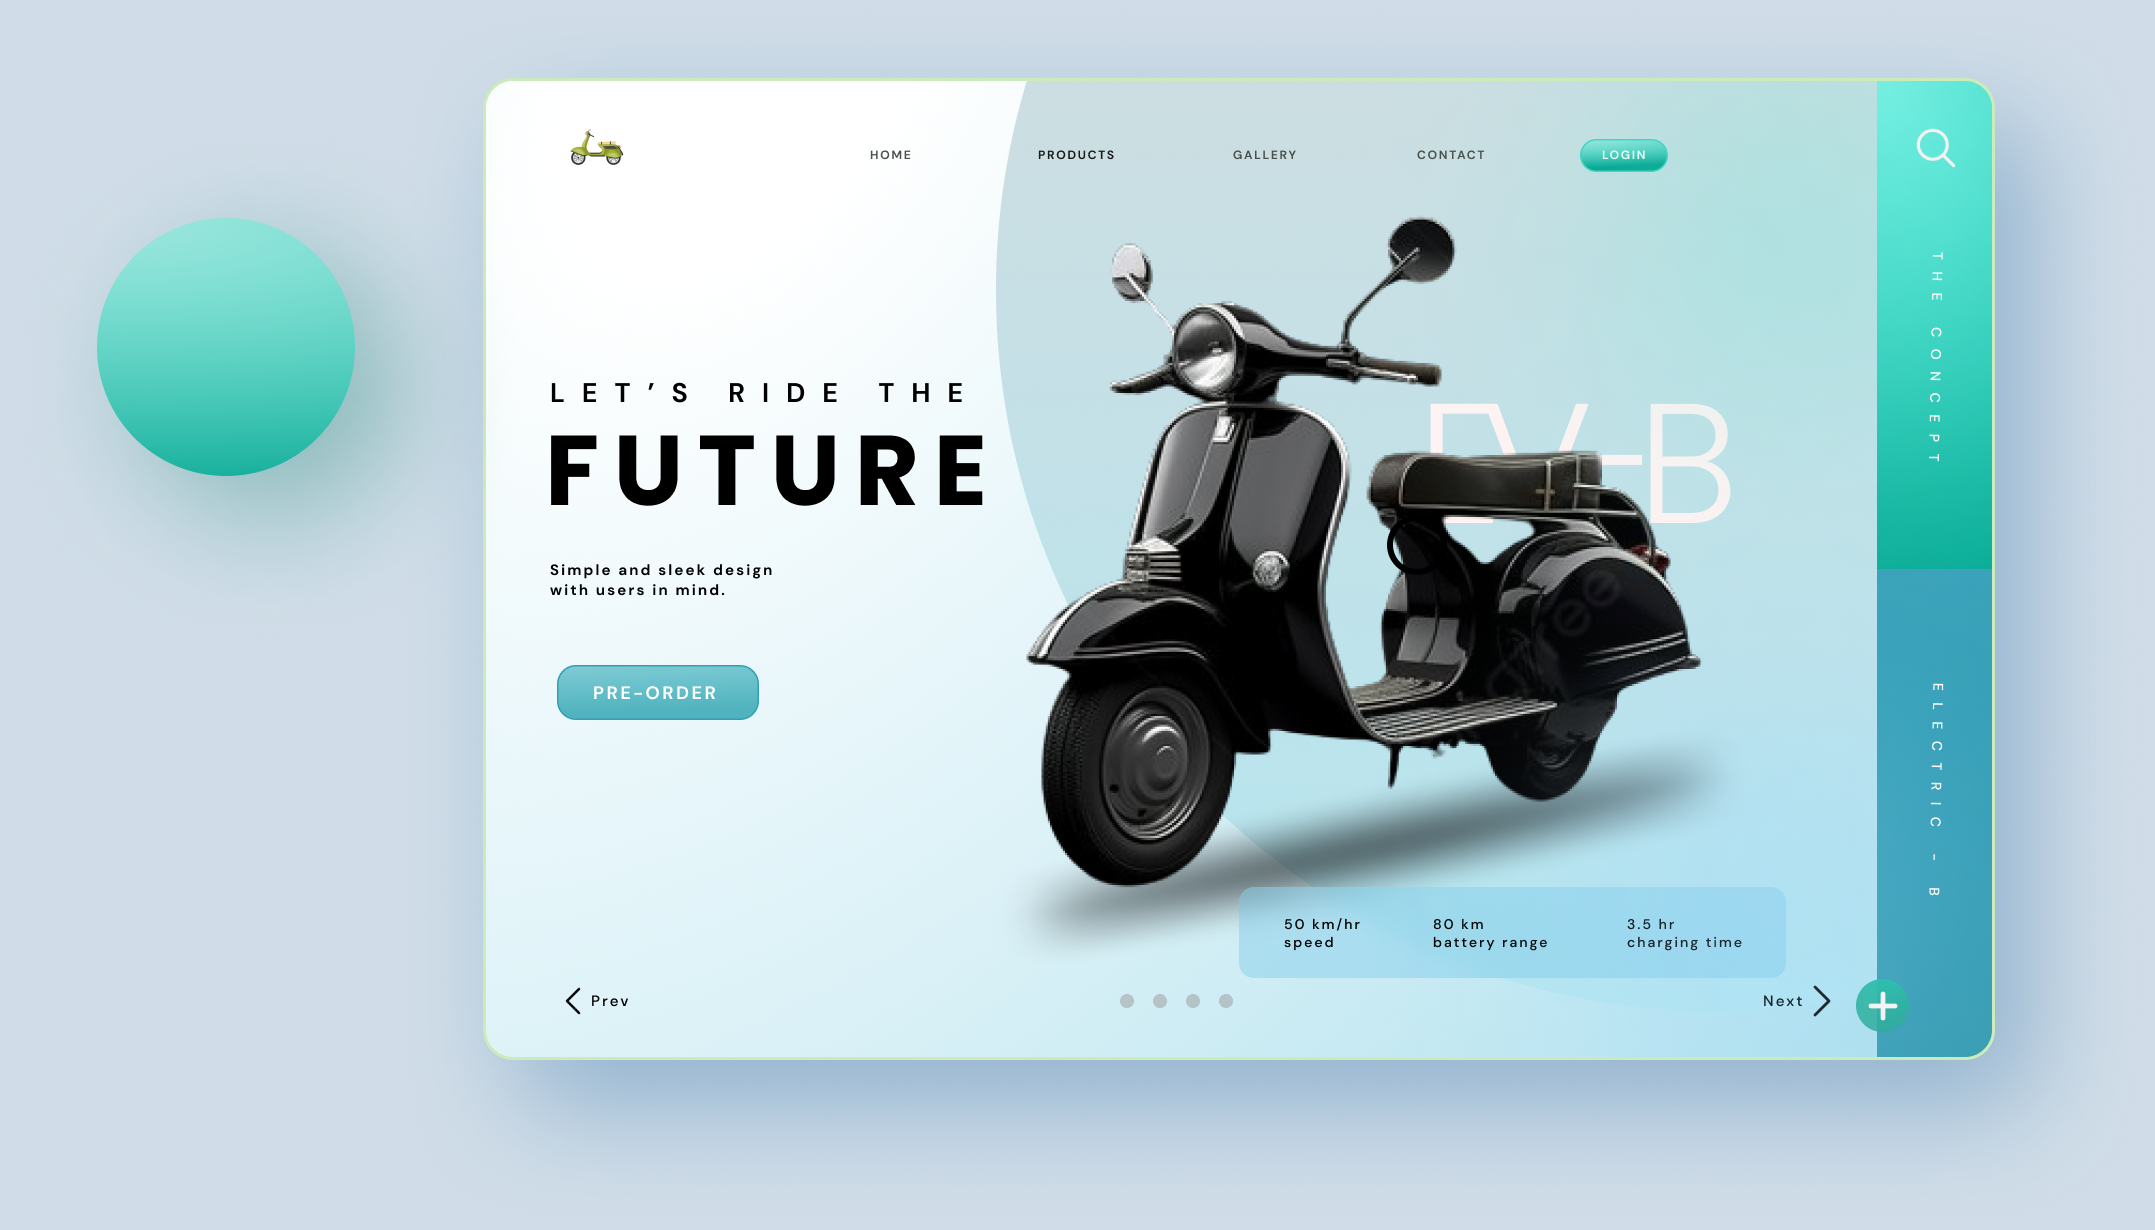 HOME
PRODUCTS
GALLERY
CONTACT
LOGIN
LET’S RIDE THE
FUTURE
Simple and sleek design
with users in mind.
PRE-ORDER
B
THE CONCEPT
ELECTRIC - B
50 km/hr
speed
80 km
battery range
3.5 hr
charging time
Prev
Next